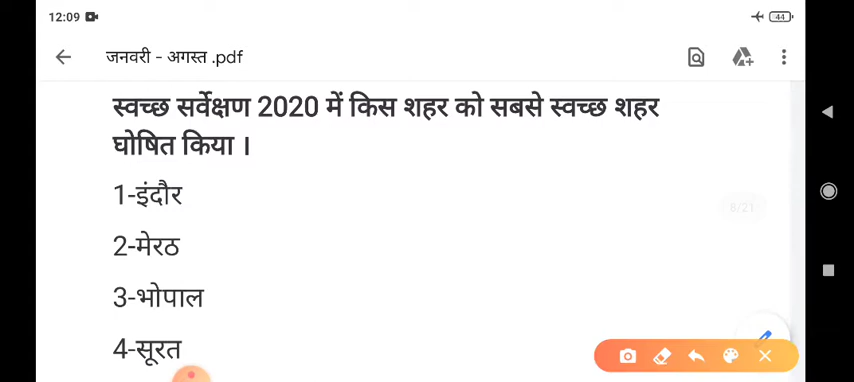 12:09
44
जनवरी - अगस्त .pdf
स्वच्छ सर्वेक्षण 2020 में किस शहर को सबसे स्वच्छ शहर
घोषित किया ।
1-इंदौर
8/21
2-मेरठ
3-भोपाल
4-सूरत